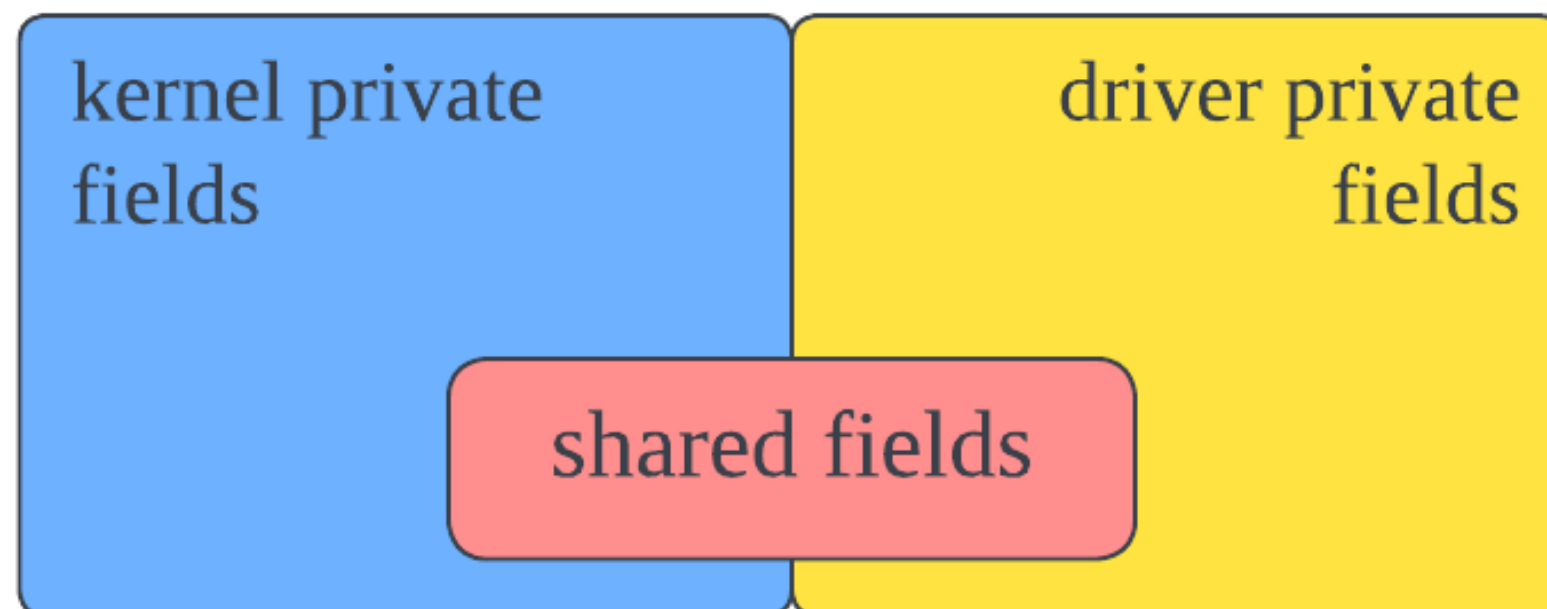 kernel private
fields
driver private
fields
shared fields